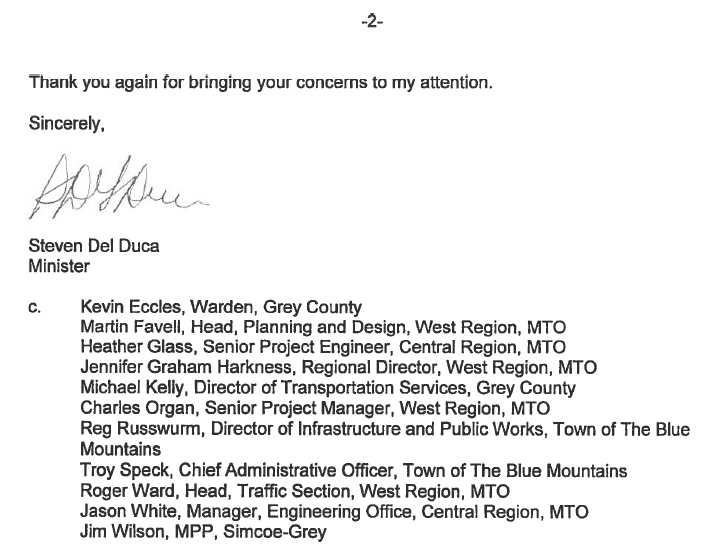 -2-
Thank you again for bringing your concerns to my attention.
Sincerely,
Steven Del Duca
Minister
c. Kevin Eccles, Warden, Grey County
Martin Favell, Head, Planning and Design, West Region, MTO
Heather Glass, Senior Project Engineer, Central Region, MTO
Jennifer Graham Harkness, Regional Director, West Region, MTO
Michael Kelly, Director of Transportation Services, Grey County
Charles Organ, Senior Project Manager, West Region, MTO
Reg Russwurm, Director of Infrastructure and Public Works, Town of The Blue
Mountains
Troy Speck, Chief Administrative Officer, Town of The Blue Mountains
Roger Ward, Head, Traffic Section, West Region, MTO
Jason White, Manager, Engineering Office, Central Region, MTO
Jim Wilson, MPP, Simcoe-Grey